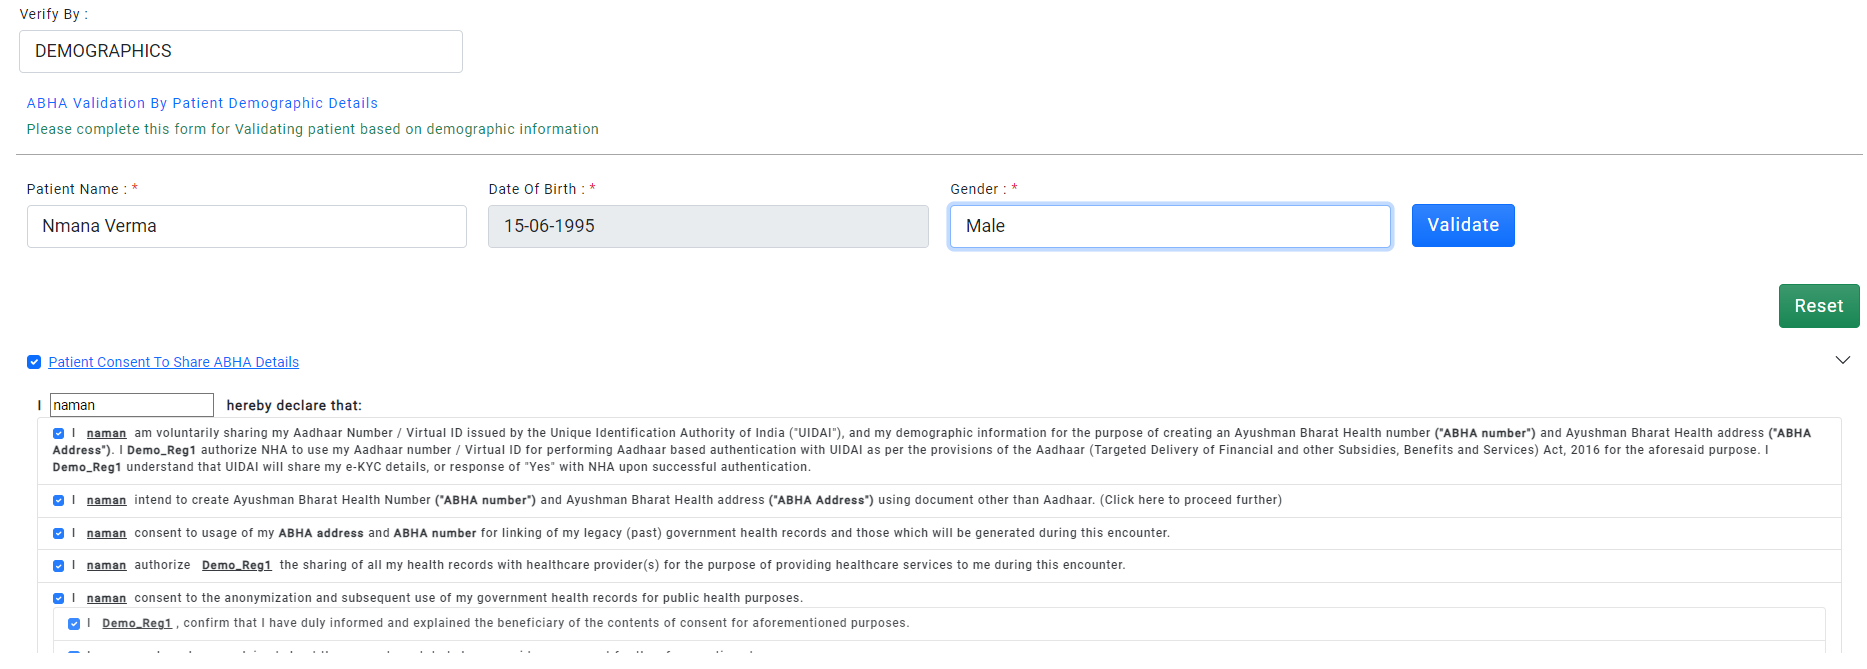 Verify By :
DEMOGRAPHICS
ABHA Validation By Patient Demographic Details
Please complete this form for Validating patient based on demographic information
Patient Name : * Date Of Birth : * Gender : *
Nmana Verma 15-06-1995 Male Validate
Reset
Patient Consent To Share ABHA Details
I naman hereby declare that:
I naman am voluntarily sharing my Aadhaar Number / Virtual ID issued by the Unique Identification Authority of India ("UIDAI"), and my demographic information for the purpose of creating an Ayushman Bharat Health number ("ABHA number") and Ayushman Bharat Health address ("ABHA
Address"). I Demo_Reg1 authorize NHA to use my Aadhaar number / Virtual ID for performing Aadhaar based authentication with UIDAI as per the provisions of the Aadhaar (Targeted Delivery of Financial and other Subsidies, Benefits and Services) Act, 2016 for the aforesaid purpose. I
Demo_Reg1 understand that UIDAI will share my e-KYC details, or response of "Yes" with NHA upon successful authentication.
I naman intend to create Ayushman Bharat Health Number ("ABHA number") and Ayushman Bharat Health address ("ABHA Address") using document other than Aadhaar. (Click here to proceed further)
I naman consent to usage of my ABHA address and ABHA number for linking of my legacy (past) government health records and those which will be generated during this encounter.
I naman authorize Demo_Reg1 the sharing of all my health records with healthcare provider(s) for the purpose of providing healthcare services to me during this encounter.
I naman consent to the anonymization and subsequent use of my government health records for public health purposes.
I Demo_Reg1 , confirm that I have duly informed and explained the beneficiary of the contents of consent for aforementioned purposes.